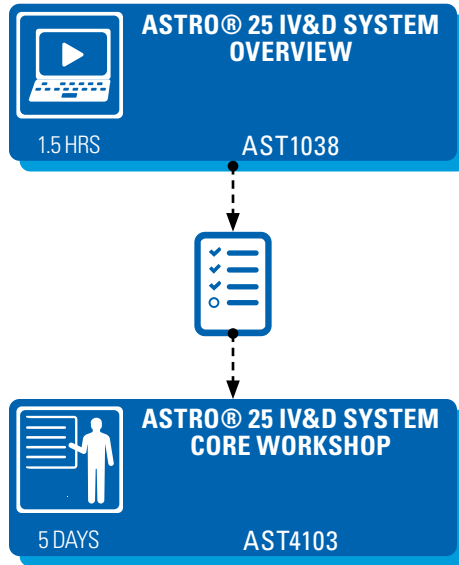 ASTRO® 25 IV&D SYSTEM
OVERVIEW
1.5 HRS
AST1038
ASTRO® 25 IV&D SYSTEM
CORE WORKSHOP
5 DAYS
AST4103